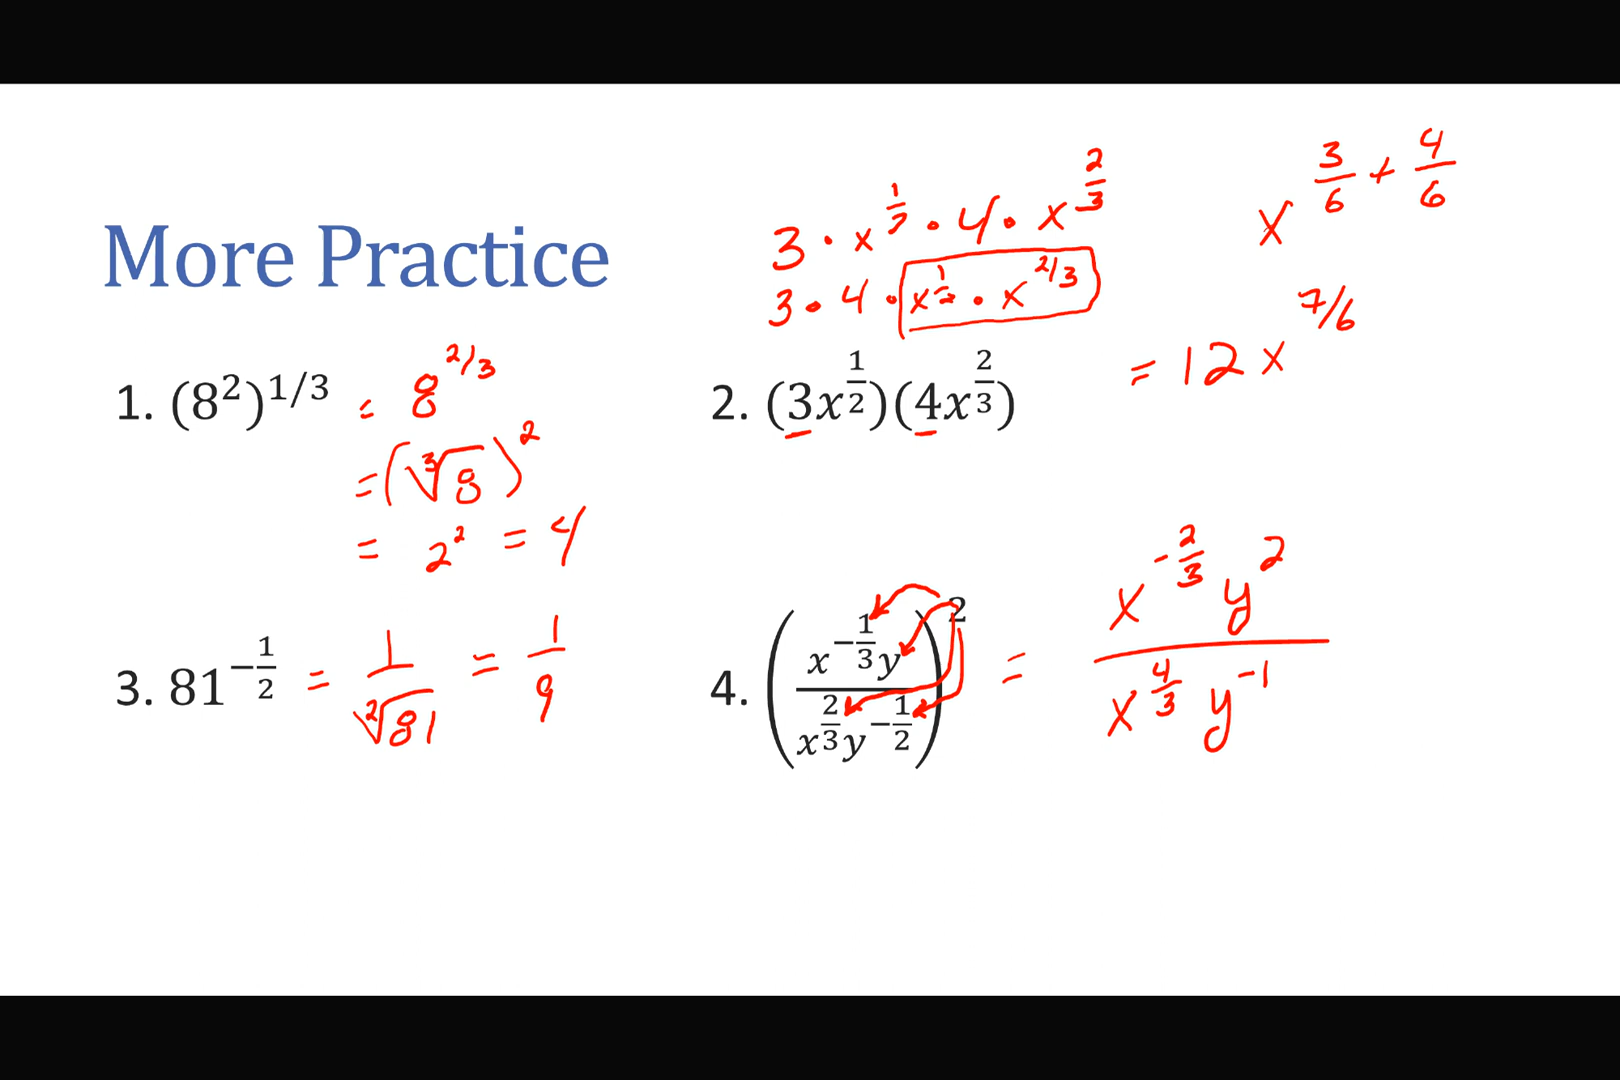 More Practice
3 · x^{1/2} · 4 · x^{2/3}
3 · 4 · x^{1/2} · x^{2/3}
x^{3/6 + 4/6}
1. (8²)^{1/3} = 8^{2/3}
= (∛8)²
= 2² = 4
2. (3x^{1/2})(4x^{2/3})
= 12x^{7/6}
3. 81^{-1/2} = 1/\sqrt[2]{81} = 1/9
4. (x^{-1/3}y / x^{2/3}y^{-1/2})² = x^{-2/3}y² / x^{4/3}y^{-1}